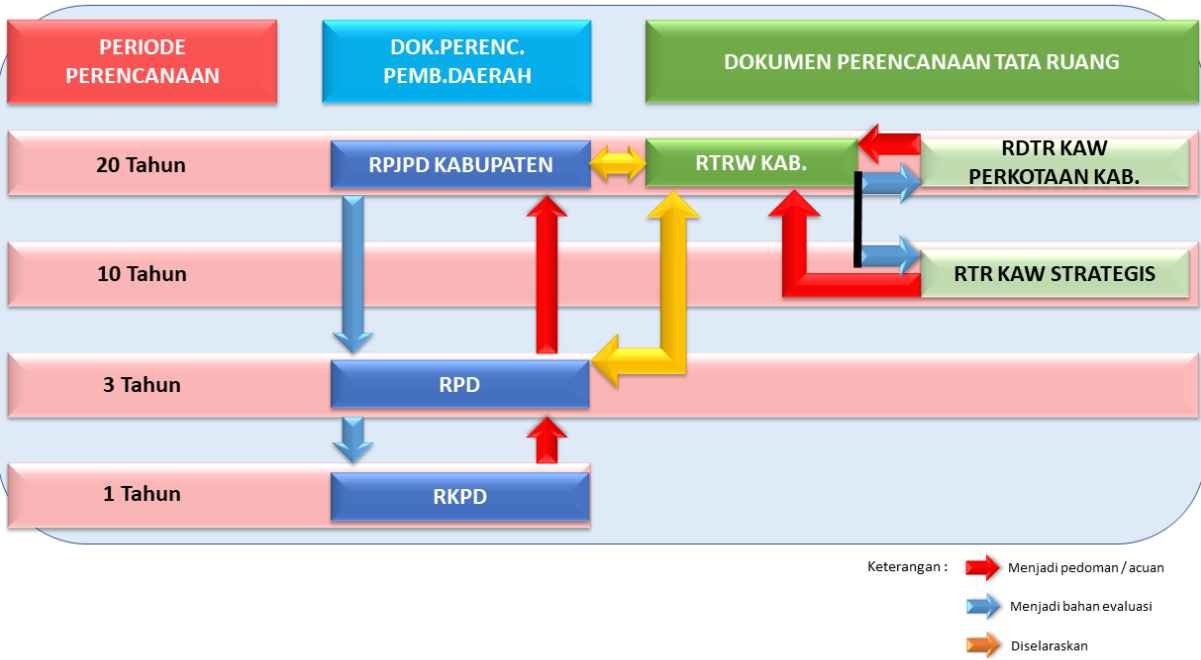 PERIODE
PERENCANAAN
DOK.PERENC.
PEMB.DAERAH
DOKUMEN PERENCANAAN TATA RUANG
20 Tahun
RPJPD KABUPATEN
RTRW KAB.
RDTR KAW
PERKOTAAN KAB.
10 Tahun
RTR KAW STRATEGIS
3 Tahun
RPD
1 Tahun
RKPD
Keterangan :
Menjadi pedoman / acuan
Menjadi bahan evaluasi
Diselaraskan